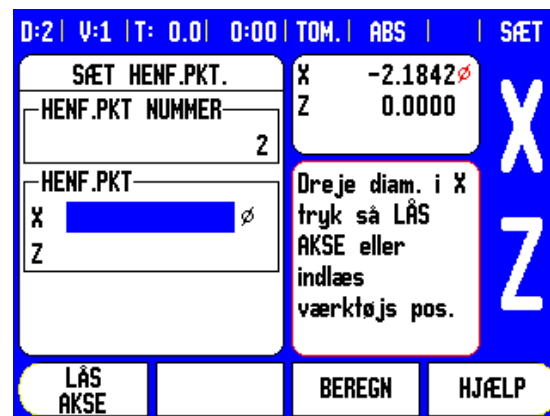 D:2| V:1 |T: 0.0| 0:00| TOM.| ABS | | SÆT
SÆT HENF.PKT.
HENF.PKT NUMMER
2
HENF.PKT
X ø
Z
X -2.1842ø
Z 0.0000
Dreje diam. i X
tryk så LÅS
AKSE eller
indlæs
værktøjs pos.
X
Z
LÅS
AKSE
BEREGN
HJÆLP